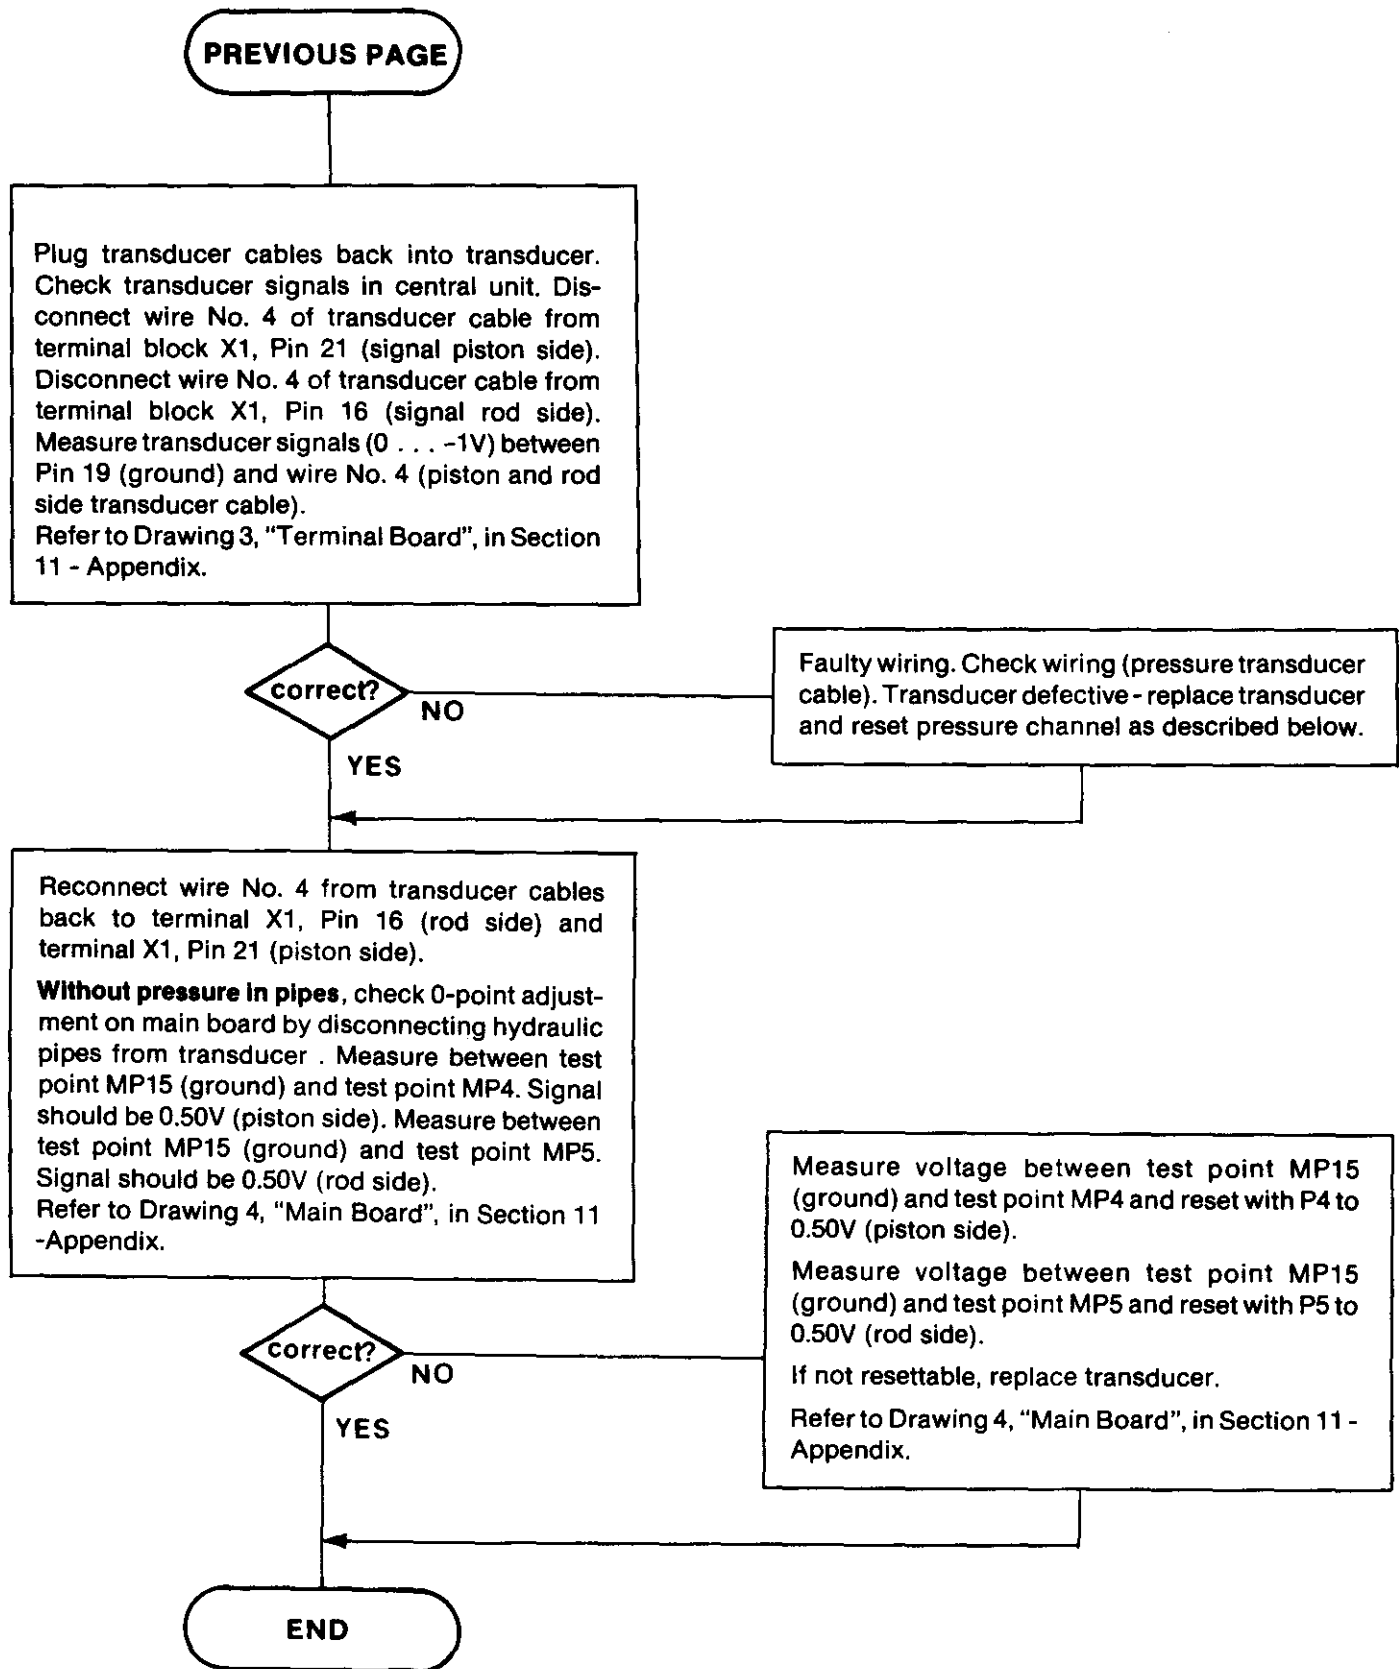 PREVIOUS PAGE
Plug transducer cables back into transducer.
Check transducer signals in central unit. Dis-
connect wire No. 4 of transducer cable from
terminal block X1, Pin 21 (signal piston side).
Disconnect wire No. 4 of transducer cable from
terminal block X1, Pin 16 (signal rod side).
Measure transducer signals (0 . . . -1V) between
Pin 19 (ground) and wire No. 4 (piston and rod
side transducer cable).
Refer to Drawing 3, "Terminal Board", in Section
11 - Appendix.
correct?
NO
Faulty wiring. Check wiring (pressure transducer
cable). Transducer defective - replace transducer
and reset pressure channel as described below.
YES
Reconnect wire No. 4 from transducer cables
back to terminal X1, Pin 16 (rod side) and
terminal X1, Pin 21 (piston side).
Without pressure in pipes, check 0-point adjust-
ment on main board by disconnecting hydraulic
pipes from transducer . Measure between test
point MP15 (ground) and test point MP4. Signal
should be 0.50V (piston side). Measure between
test point MP15 (ground) and test point MP5.
Signal should be 0.50V (rod side).
Refer to Drawing 4, "Main Board", in Section 11
-Appendix.
correct?
NO
Measure voltage between test point MP15
(ground) and test point MP4 and reset with P4 to
0.50V (piston side).
Measure voltage between test point MP15
(ground) and test point MP5 and reset with P5 to
0.50V (rod side).
If not resettable, replace transducer.
Refer to Drawing 4, "Main Board", in Section 11 -
Appendix.
YES
END